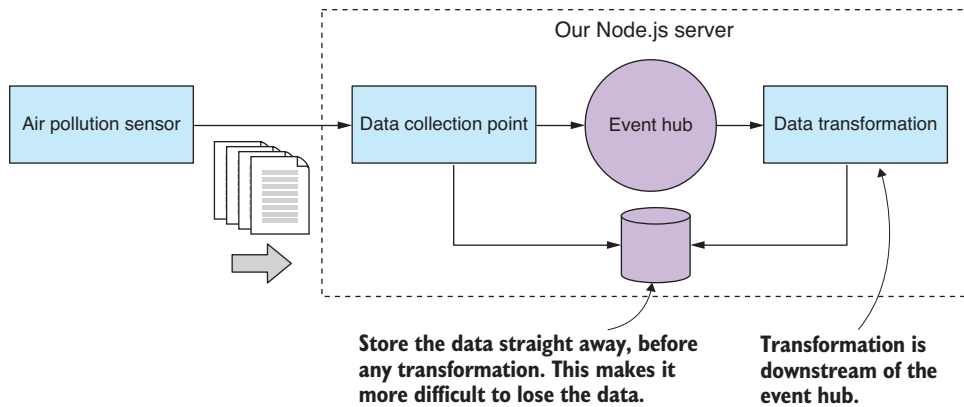 Our Node.js server
Air pollution sensor
Data collection point
Event hub
Data transformation
Store the data straight away, before
any transformation. This makes it
more difficult to lose the data.
Transformation is
downstream of the
event hub.